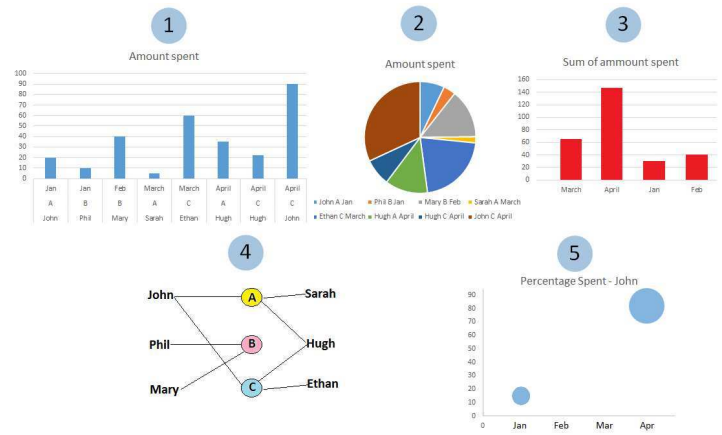 1
Amount spent
100
90
80
70
60
50
40
30
20
10
0
Jan Jan Feb March March April April April
A B B A C A C C
John Phil Mary Sarah Ethan Hugh Hugh John
2
Amount spent
John A Jan Phil B Jan Mary B Feb Sarah A March
Ethan C March Hugh A April Hugh C April John C April
3
Sum of ammount spent
160
140
120
100
80
60
40
20
0
March April Jan Feb
4
John A Sarah
Phil B Hugh
Mary C Ethan
5
Percentage Spent - John
90
80
70
60
50
40
30
20
10
0
0 Jan Feb Mar Apr